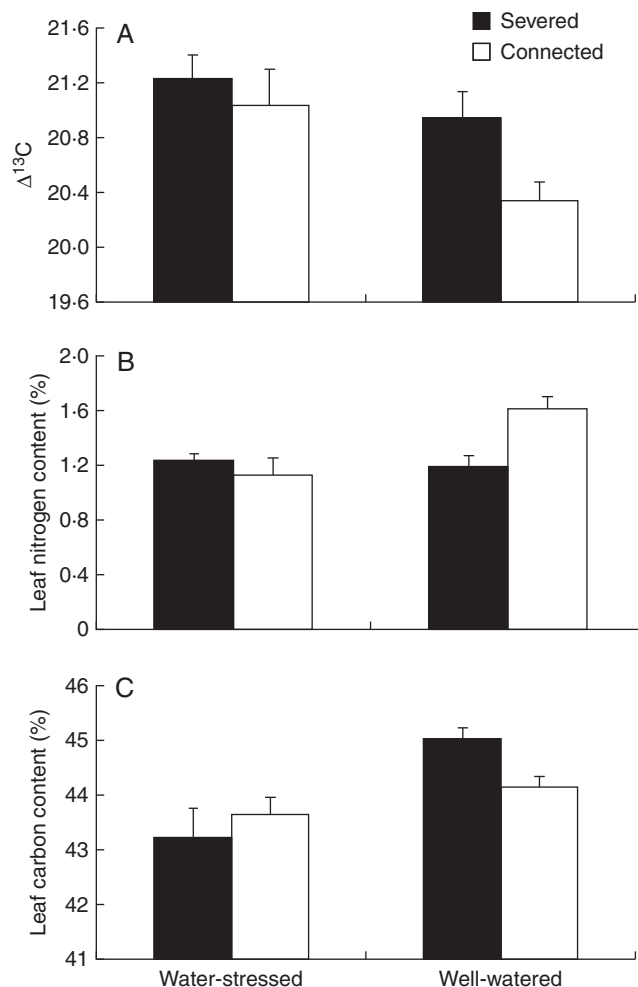 Severed
Connected
A
21·6
21·2
20·8
20·4
20·0
19·6
Δ¹³C
B
2·0
1·6
1·2
0·8
0·4
0
Leaf nitrogen content (%)
C
46
45
44
43
42
41
Leaf carbon content (%)
Water-stressed
Well-watered